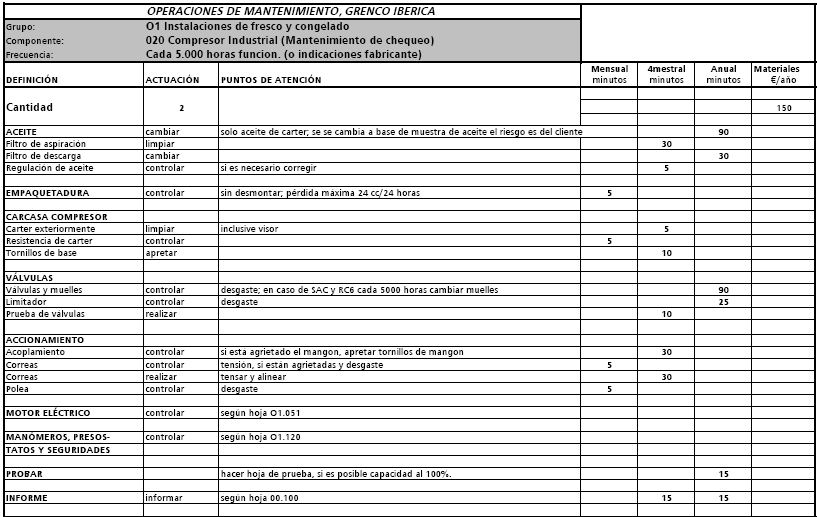 OPERACIONES DE MANTENIMIENTO, GRENCO IBERICA
Grupo: O1 Instalaciones de fresco y congelado
Componente: 020 Compresor Industrial (Mantenimiento de chequeo)
Frecuencia: Cada 5.000 horas funcion. (o indicaciones fabricante)
DEFINICIÓN ACTUACIÓN PUNTOS DE ATENCIÓN Mensual minutos 4mestral minutos Anual minutos Materiales €/año
Cantidad 2 150
ACEITE cambiar solo aceite de carter; se se cambia a base de muestra de aceite el riesgo es del cliente 90
Filtro de aspiración limpiar 30
Filtro de descarga cambiar 30
Regulación de aceite controlar si es necesario corregir 5
EMPAQUETADURA controlar sin desmontar; pérdida máxima 24 cc/24 horas 5
CARCASA COMPRESOR
Carter exteriormente limpiar inclusive visor 5
Resistencia de carter controlar 5
Tornillos de base apretar 10
VÁLVULAS
Válvulas y muelles controlar desgaste; en caso de SAC y RC6 cada 5000 horas cambiar muelles 90
Limitador controlar desgaste 25
Prueba de válvulas realizar 10
ACCIONAMIENTO
Acoplamiento controlar si está agrietado el mangon, apretar tornillos de mangon 30
Correas controlar tensión, si están agrietadas y desgaste 5
Correas realizar tensar y alinear 30
Polea controlar desgaste 5
MOTOR ELÉCTRICO controlar según hoja O1.051
MANÓMEROS, PRESOS- controlar según hoja O1.120
TATOS Y SEGURIDADES
PROBAR hacer hoja de prueba, si es posible capacidad al 100%. 15
INFORME informar según hoja 00.100 15 15